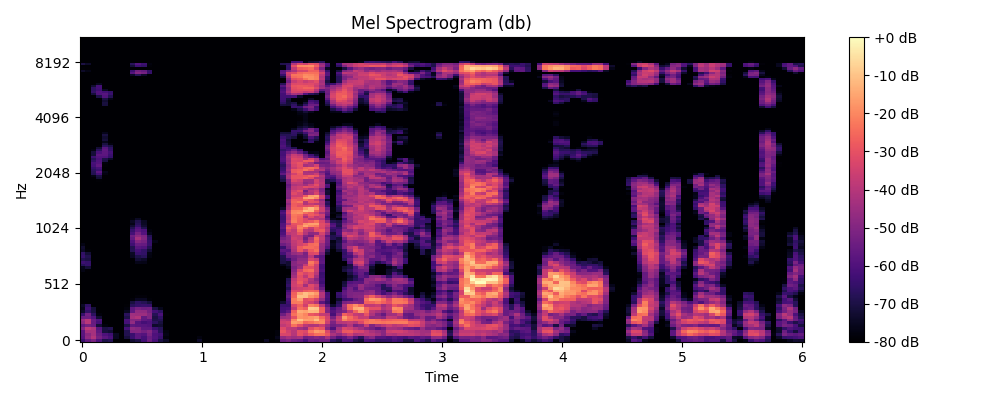 Mel Spectrogram (db)
Hz
8192
4096
2048
1024
512
0
0 1 2 3 4 5 6
Time
+0 dB
-10 dB
-20 dB
-30 dB
-40 dB
-50 dB
-60 dB
-70 dB
-80 dB